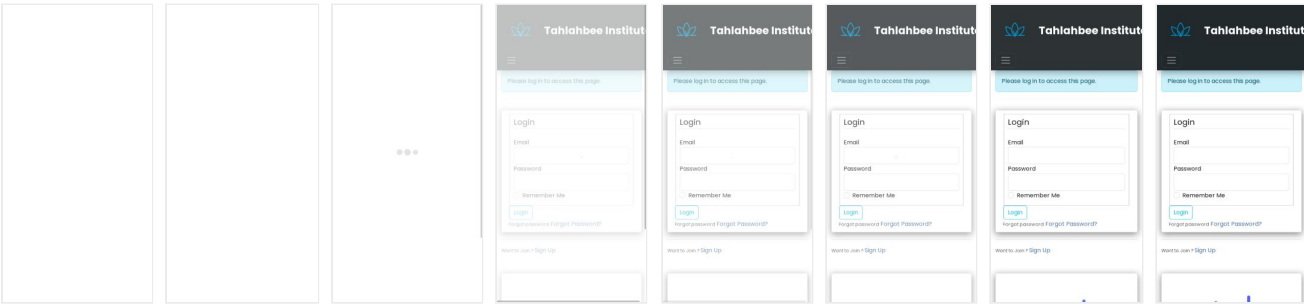 Tahlahbee Institut
Please log in to access this page.
Login
Email
Password
Remember Me
Login
Forgot password Forgot Password?
Want to Join ? Sign Up
Tahlahbee Institut
Please log in to access this page.
Login
Email
Password
Remember Me
Login
Forgot password Forgot Password?
Want to Join ? Sign Up
Tahlahbee Institut
Please log in to access this page.
Login
Email
Password
Remember Me
Login
Forgot password Forgot Password?
Want to Join ? Sign Up
Tahlahbee Institut
Please log in to access this page.
Login
Email
Password
Remember Me
Login
Forgot password Forgot Password?
Want to Join ? Sign Up
Tahlahbee Institut
Please log in to access this page.
Login
Email
Password
Remember Me
Login
Forgot password Forgot Password?
Want to Join ? Sign Up